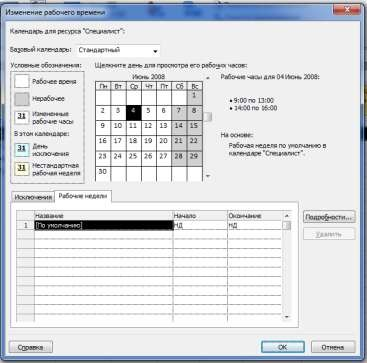 Изменение рабочего времени
Календарь для ресурса "Специалист":
Базовый календарь: Стандартный
Условные обозначения:
Рабочее время
Нерабочее
31 Измененные рабочие часы
В этом календаре:
31 День исключения
31 Нестандартная рабочая неделя
Щелкните день для просмотра его рабочих часов:
Июнь 2008
Пн Вт Ср Чт Пт Сб Вс
1
2 3 4 5 6 7 8
9 10 11 12 13 14 15
16 17 18 19 20 21 22
23 24 25 26 27 28 29
30
Рабочие часы для 04 Июнь 2008:
• 9:00 to 13:00
• 14:00 to 16:00
На основе:
Рабочая неделя по умолчанию в
календаре "Специалист".
Исключения Рабочие недели
Название Начало Окончание
1 [По умолчанию] НД НД
Подробности...
Удалить
Справка
ОК
Отмена